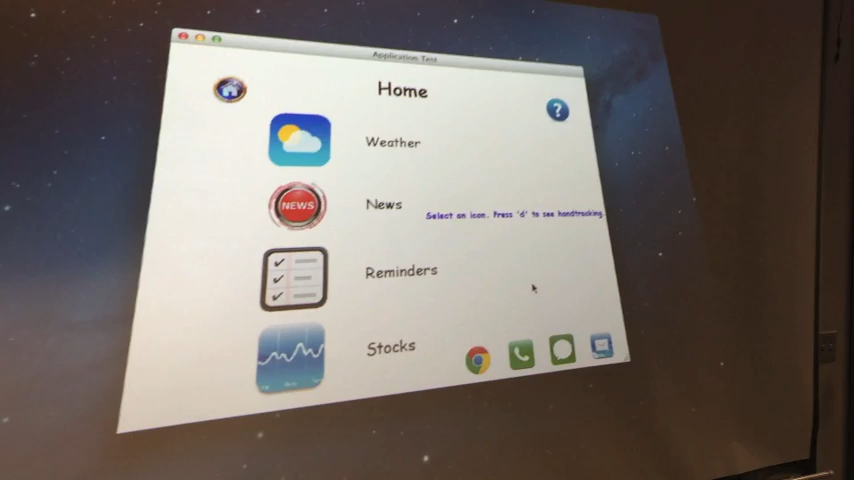 Application Test
Home
?
Weather
NEWS
News
Select an icon. Press 'd' to see handtracking.
Reminders
Stocks